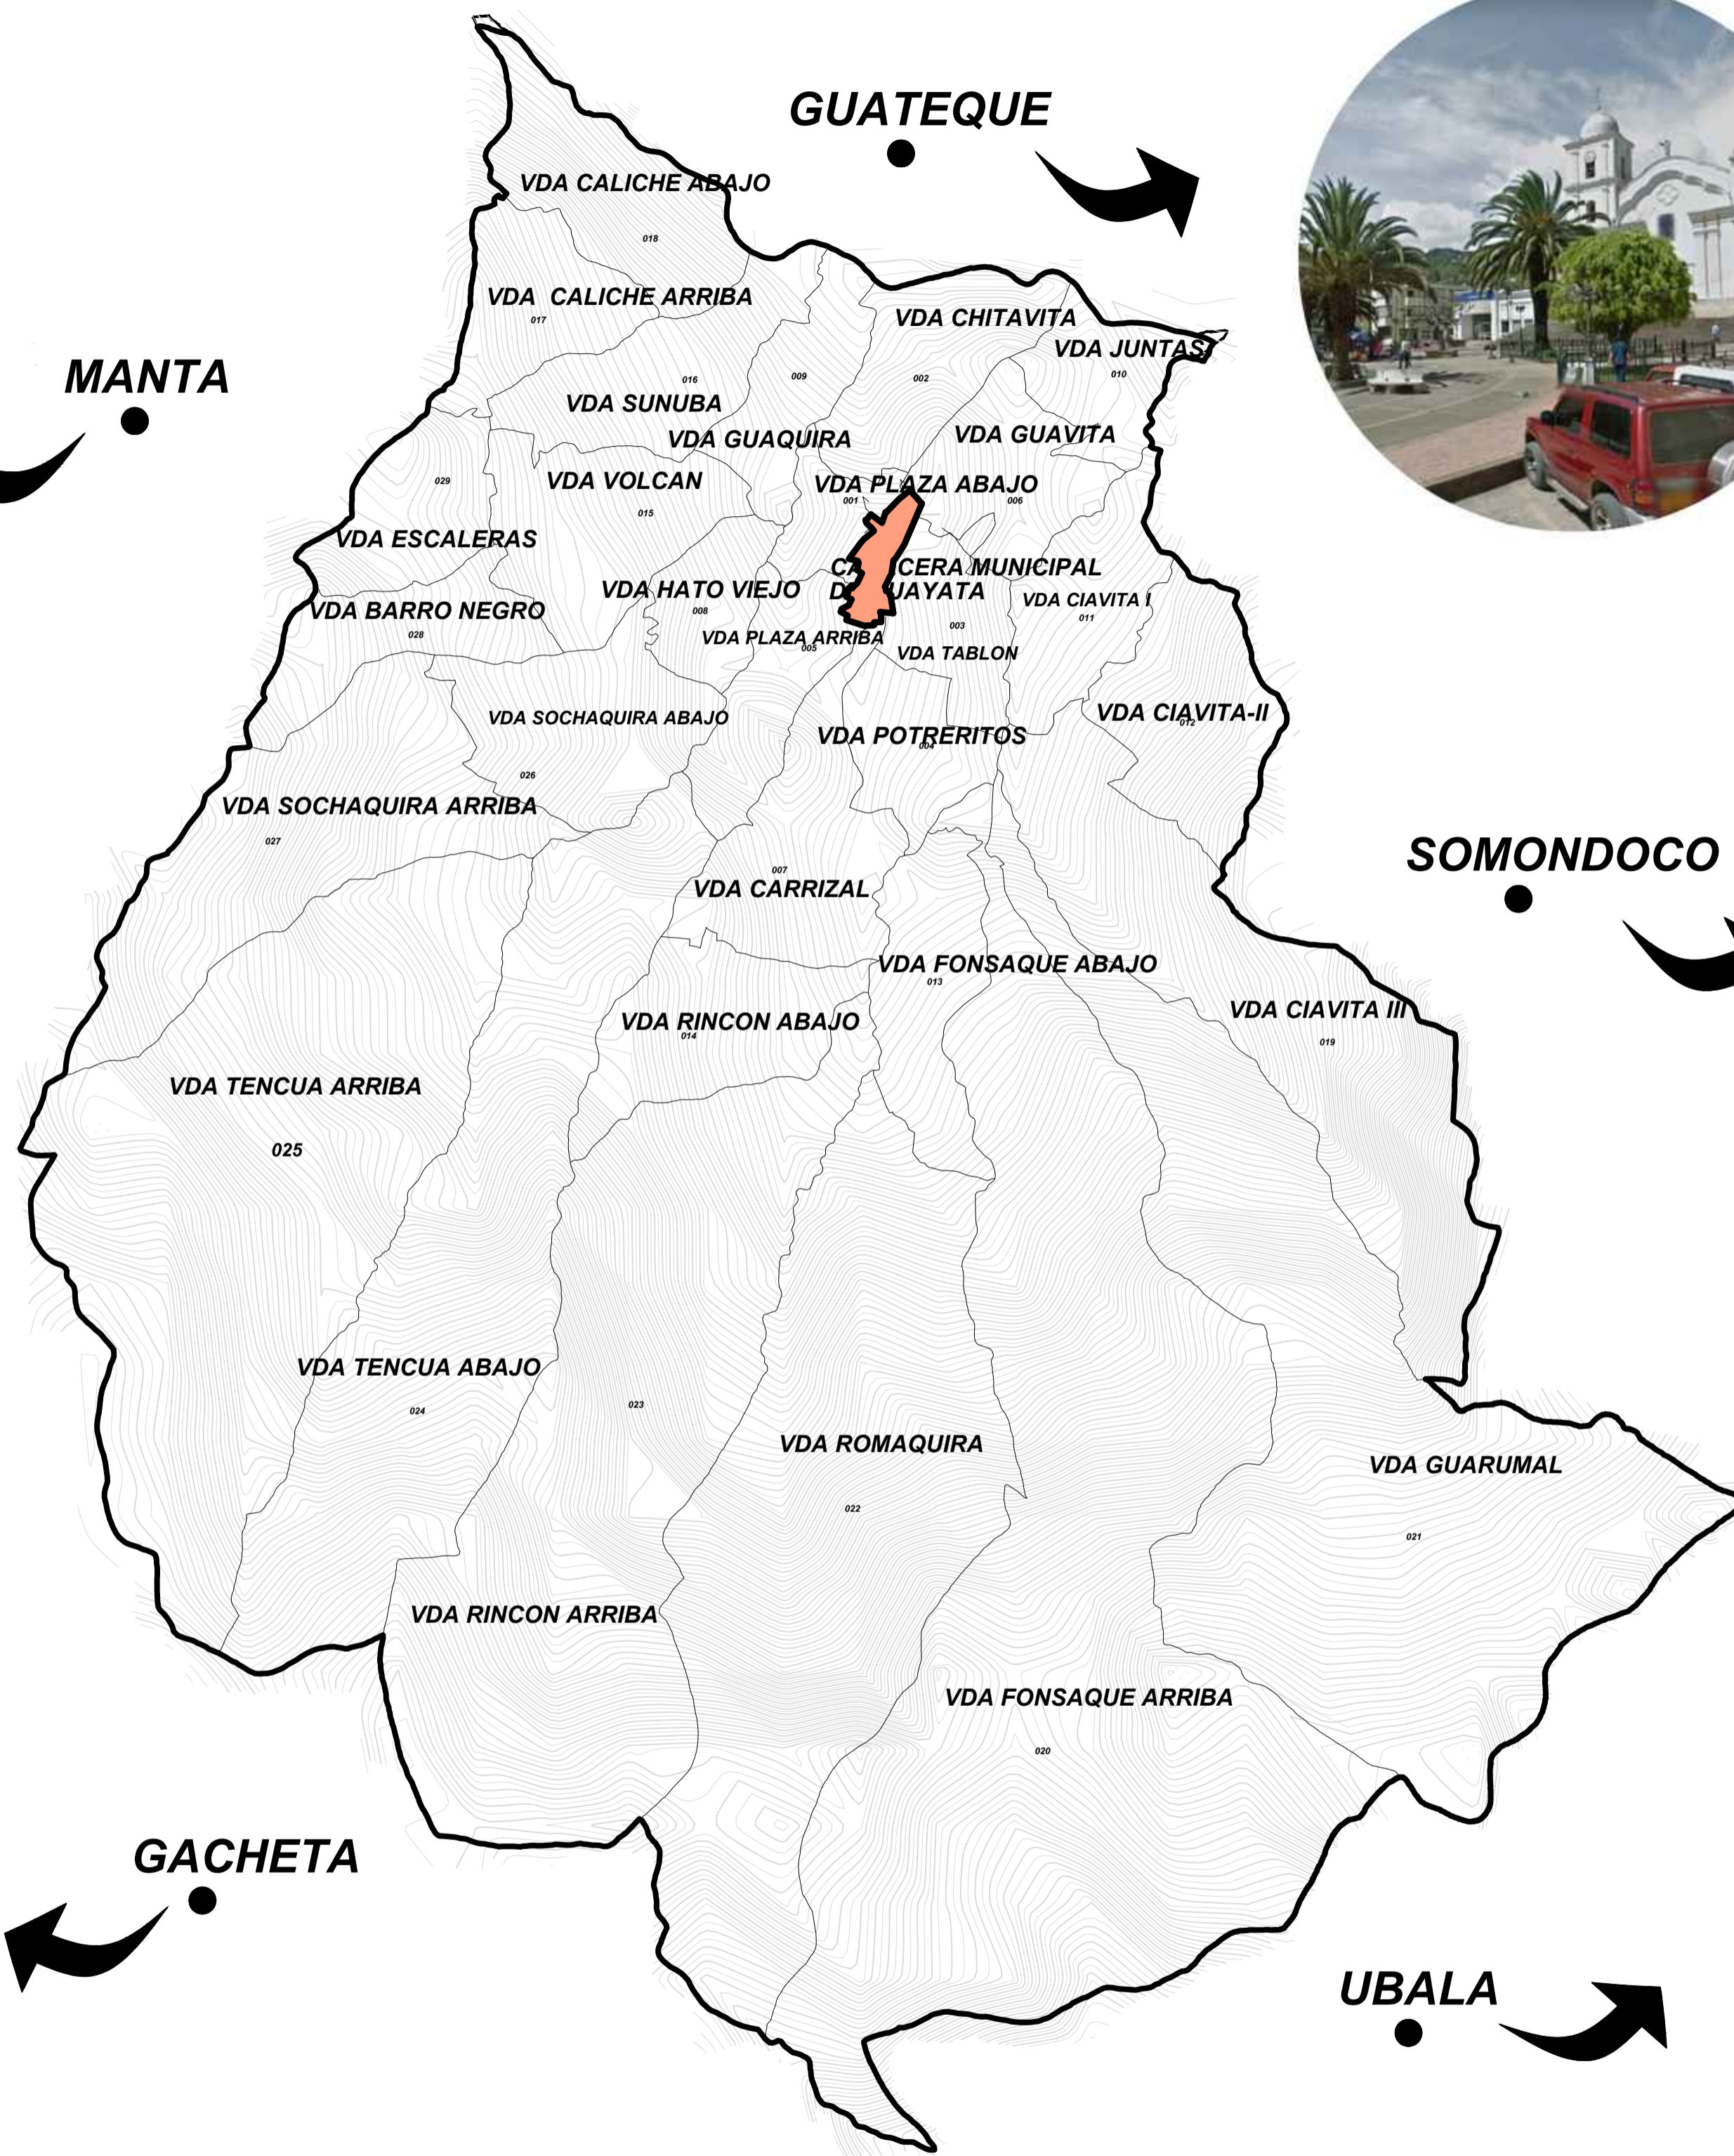 GUATEQUE
VDA CALICHE ABAJO
018
VDA CALICHE ARRIBA
017
VDA CHITAVITA
VDA JUNTAS
010
MANTA
016
009
002
VDA SUNUBA
VDA GUAQUIRA
VDA GUAVITA
029
VDA VOLCAN
015
VDA PLAZA ABAJO
001
006
VDA ESCALERAS
CA CERA MUNICIPAL
D UAYATA
VDA HATO VIEJO
008
VDA CIAVITA I
011
VDA BARRO NEGRO
028
VDA PLAZA ARRIBA
005
003
VDA TABLON
VDA SOCHAQUIRA ABAJO
026
VDA POTRERITOS
004
VDA CIAVITA-II
012
VDA SOCHAQUIRA ARRIBA
027
SOMONDOCO
007
VDA CARRIZAL
VDA FONSAQUE ABAJO
013
VDA RINCON ABAJO
014
VDA CIAVITA III
019
VDA TENCUA ARRIBA
025
VDA TENCUA ABAJO
024
023
VDA ROMAQUIRA
022
VDA GUARUMAL
021
VDA RINCON ARRIBA
VDA FONSAQUE ARRIBA
020
GACHETA
UBALA